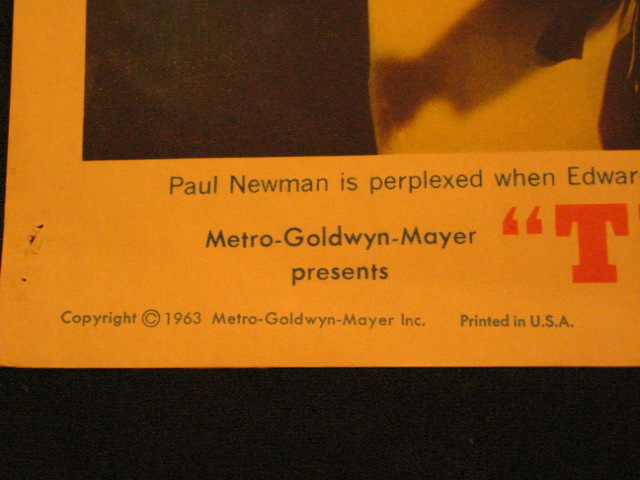 Paul Newman is perplexed when Edwar
Metro-Goldwyn-Mayer
presents
“T
Copyright © 1963 Metro-Goldwyn-Mayer Inc. Printed in U.S.A.